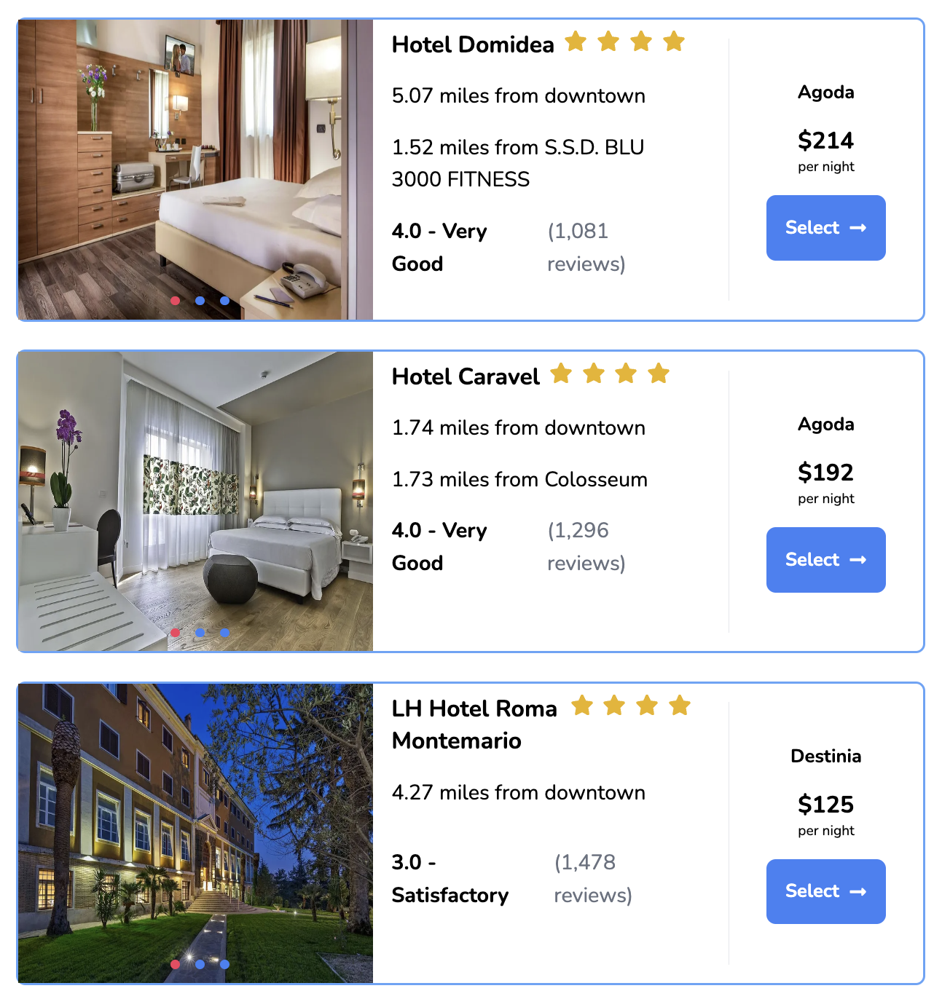 Hotel Domidea
5.07 miles from downtown
1.52 miles from S.S.D. BLU
3000 FITNESS
4.0 - Very
Good
(1,081
reviews)
Agoda
$214
per night
Select →
Hotel Caravel
1.74 miles from downtown
1.73 miles from Colosseum
4.0 - Very
Good
(1,296
reviews)
Agoda
$192
per night
Select →
LH Hotel Roma
Montemario
4.27 miles from downtown
3.0 -
Satisfactory
(1,478
reviews)
Destinia
$125
per night
Select →